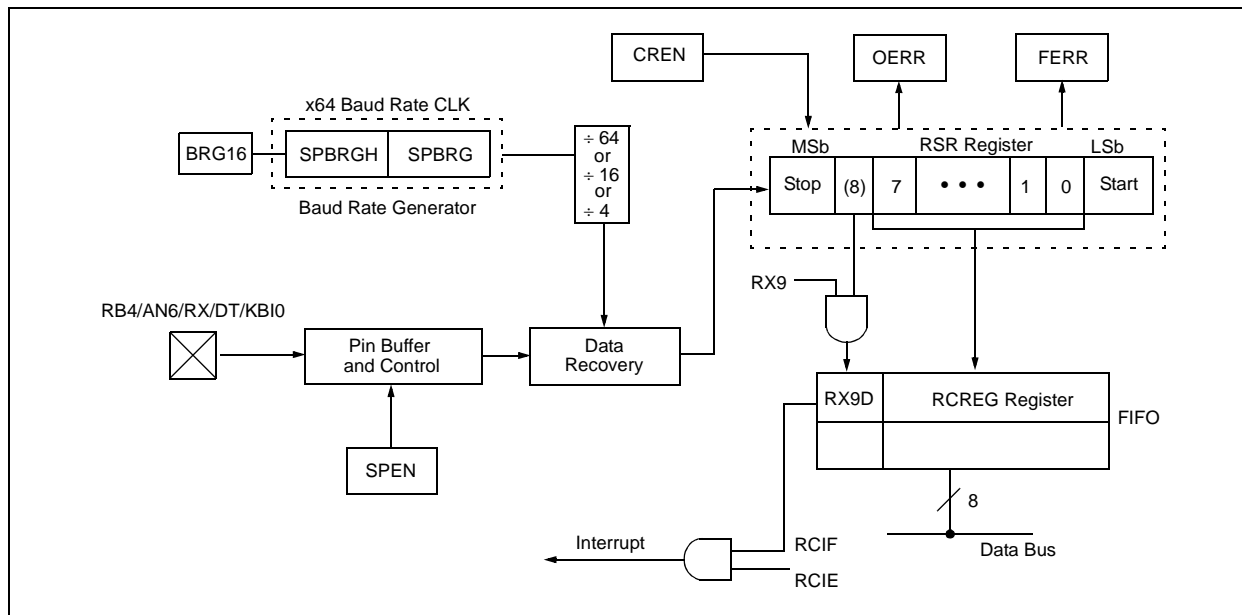 CREN
OERR
FERR
x64 Baud Rate CLK
BRG16
SPBRGH
SPBRG
Baud Rate Generator
÷ 64
or
÷ 16
or
÷ 4
MSb
RSR Register
LSb
Stop
(8)
7
• • •
1
0
Start
RX9
RB4/AN6/RX/DT/KBI0
Pin Buffer
and Control
Data
Recovery
SPEN
RX9D
RCREG Register
FIFO
8
Data Bus
Interrupt
RCIF
RCIE